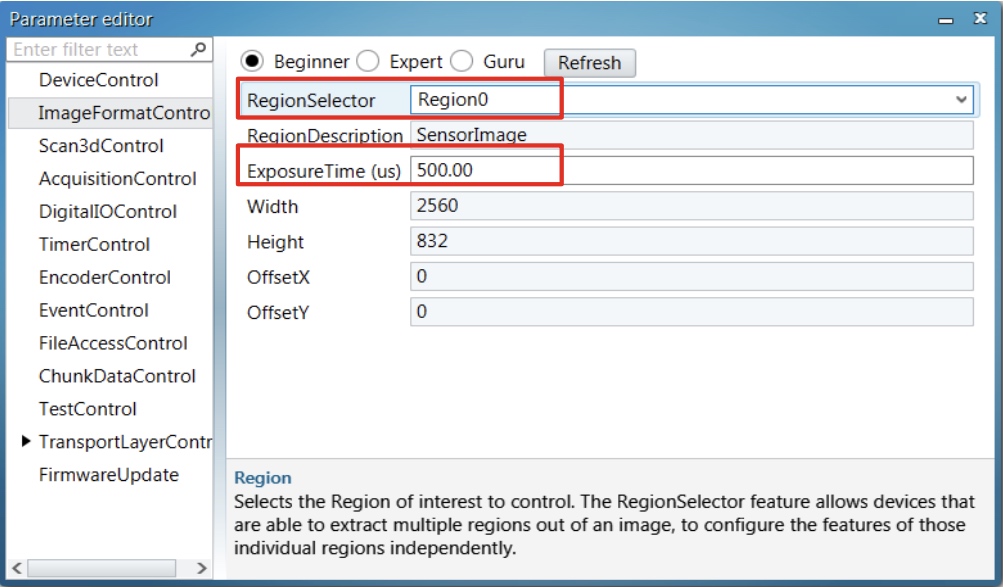 Parameter editor
Enter filter text
DeviceControl
ImageFormatContro
Scan3dControl
AcquisitionControl
DigitalIOControl
TimerControl
EncoderControl
EventControl
FileAccessControl
ChunkDataControl
TestControl
TransportLayerContr
FirmwareUpdate
Beginner Expert Guru Refresh
RegionSelector Region0
RegionDescription SensorImage
ExposureTime (us) 500.00
Width 2560
Height 832
OffsetX 0
OffsetY 0
Region
Selects the Region of interest to control. The RegionSelector feature allows devices that
are able to extract multiple regions out of an image, to configure the features of those
individual regions independently.